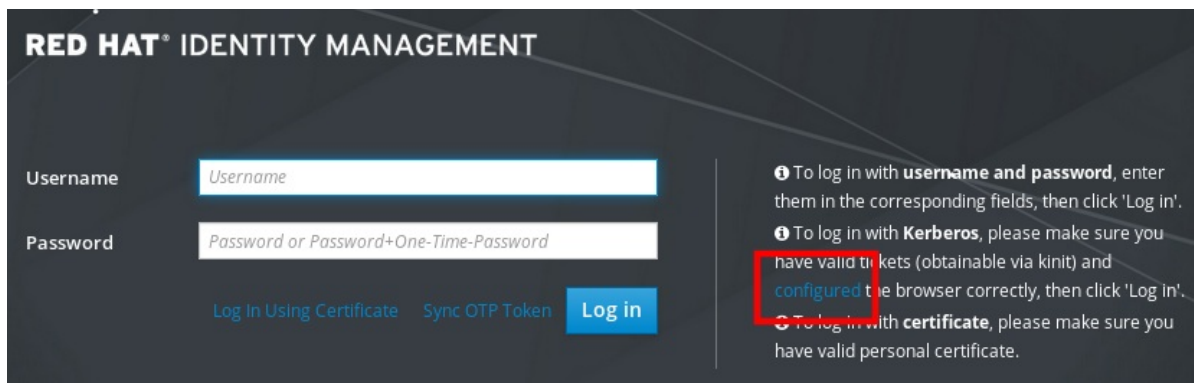 RED HAT® IDENTITY MANAGEMENT
Username
Username
Password
Password or Password+One-Time-Password
Log In Using Certificate Sync OTP Token Log in
To log in with username and password, enter
them in the corresponding fields, then click 'Log in'.
To log in with Kerberos, please make sure you
have valid tickets (obtainable via kinit) and
configured the browser correctly, then click 'Log in'.
To log in with certificate, please make sure you
have valid personal certificate.